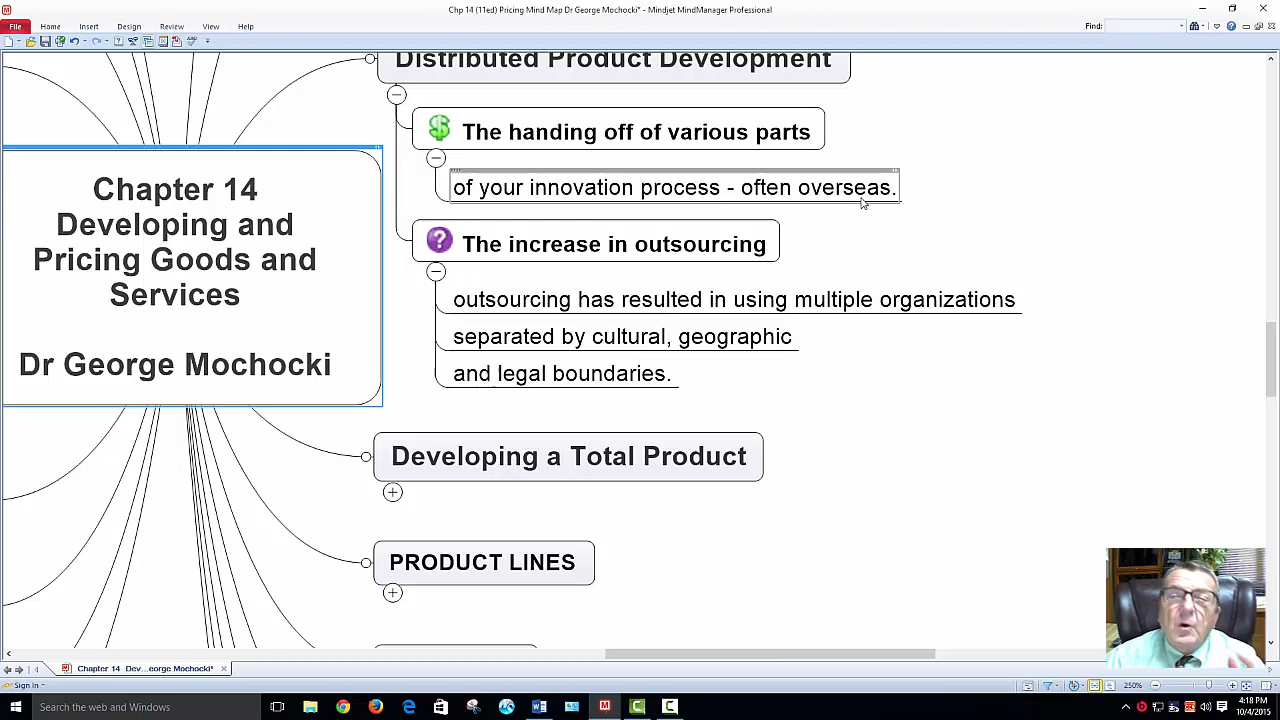 Chp 14 (11ed) Pricing Mind Map Dr George Mochocki* - Mindjet MindManager Professional
File Home Insert Design Review View Help
Find:
Distributed Product Development
The handing off of various parts
of your innovation process - often overseas.
The increase in outsourcing
outsourcing has resulted in using multiple organizations
separated by cultural, geographic
and legal boundaries.
Chapter 14
Developing and
Pricing Goods and
Services
Dr George Mochocki
Developing a Total Product
PRODUCT LINES
Chapter 14 Dev...eorge Mochocki*
Sign In
250%
Search the web and Windows
4:18 PM
10/4/2015